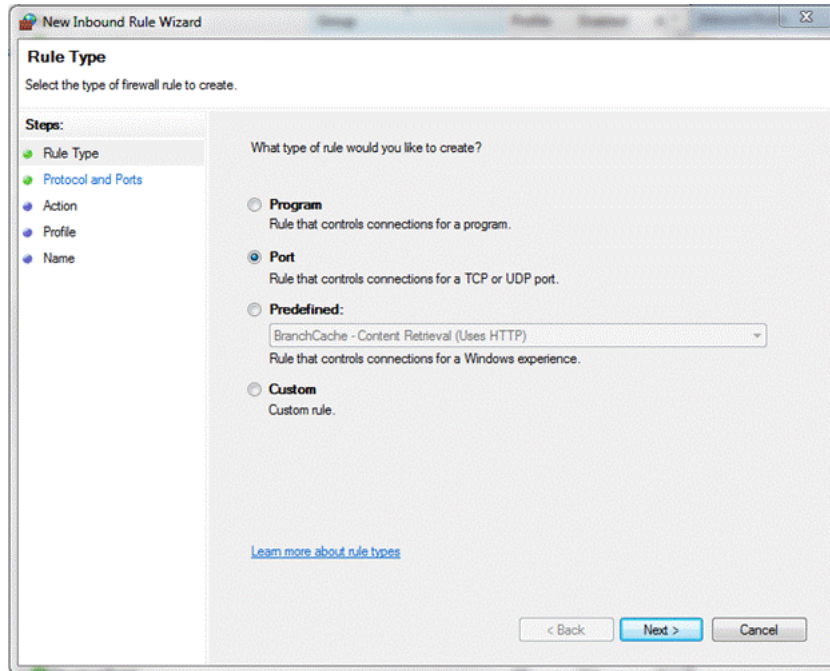 New Inbound Rule Wizard
Rule Type
Select the type of firewall rule to create.
Steps:
Rule Type
Protocol and Ports
Action
Profile
Name
What type of rule would you like to create?
Program
Rule that controls connections for a program.
Port
Rule that controls connections for a TCP or UDP port.
Predefined:
BranchCache - Content Retrieval (Uses HTTP)
Rule that controls connections for a Windows experience.
Custom
Custom rule.
Learn more about rule types
< Back
Next >
Cancel